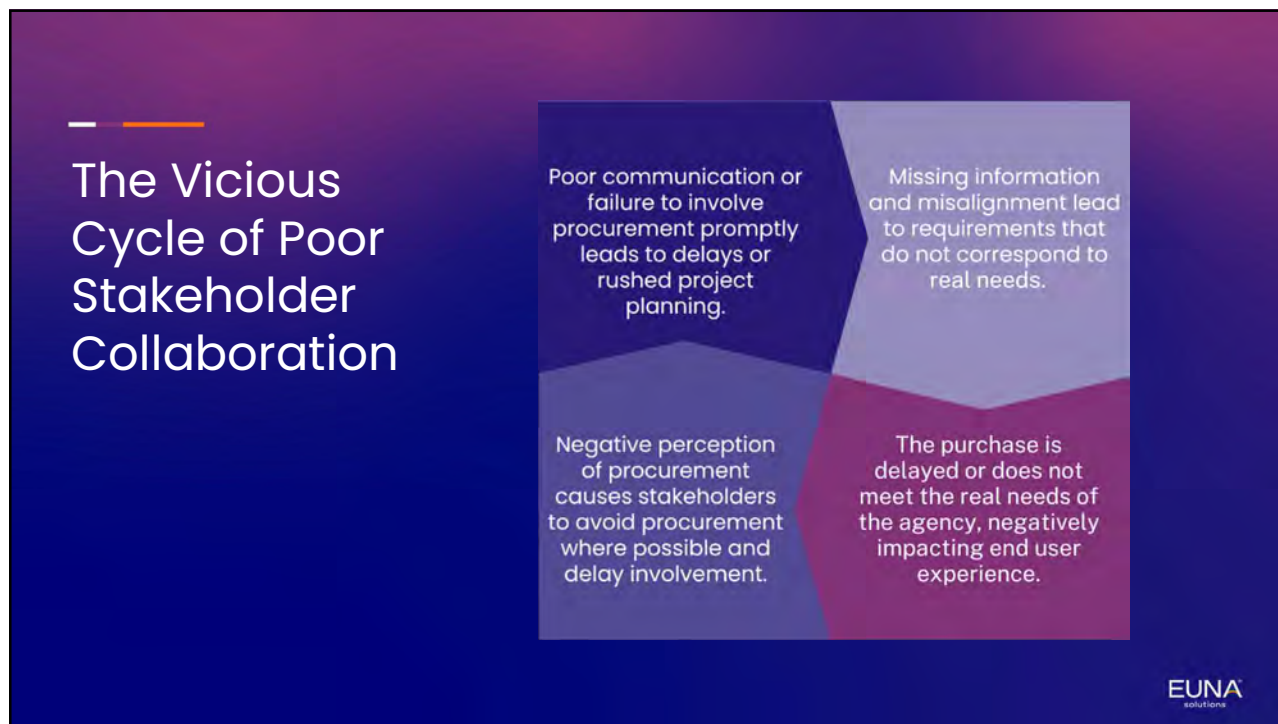 The Vicious
Cycle of Poor
Stakeholder
Collaboration
Poor communication or
failure to involve
procurement promptly
leads to delays or
rushed project
planning.
Missing information
and misalignment lead
to requirements that
do not correspond to
real needs.
The purchase is
delayed or does not
meet the real needs of
the agency, negatively
impacting end user
experience.
Negative perception
of procurement
causes stakeholders
to avoid procurement
where possible and
delay involvement.
EUNA
solutions